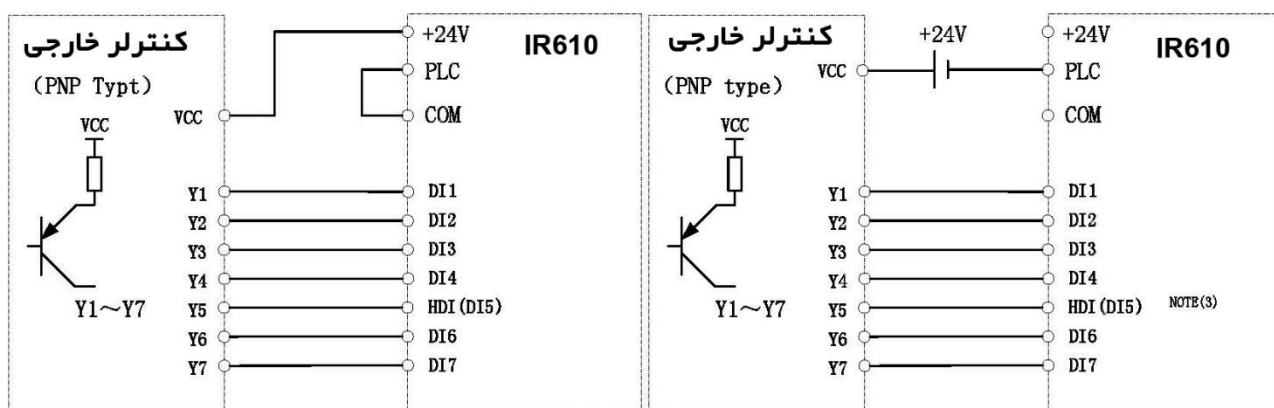 کنترلر خارجی
(PNP Typt)
VCC
Y1～Y7
VCC
Y1
Y2
Y3
Y4
Y5
Y6
Y7
IR610
+24V
PLC
COM
DI1
DI2
DI3
DI4
HDI(DI5)
DI6
DI7
کنترلر خارجی
(PNP type)
VCC
Y1～Y7
VCC
+24V
Y1
Y2
Y3
Y4
Y5
Y6
Y7
IR610
+24V
PLC
COM
DI1
DI2
DI3
DI4
HDI(DI5) NOTE(3)
DI6
DI7